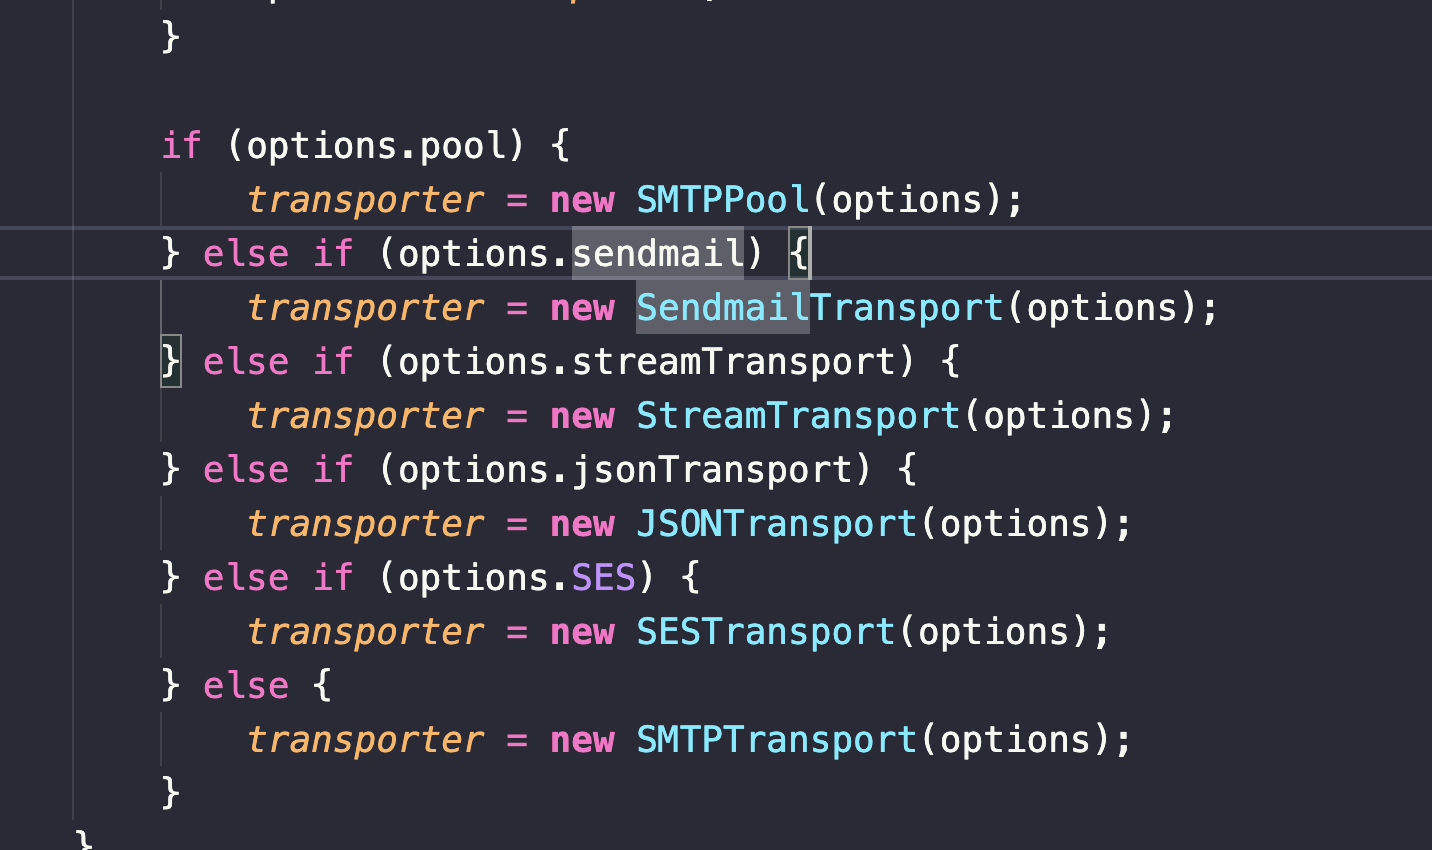 }
if (options.pool) {
transporter = new SMTPPool(options);
} else if (options.sendmail) {
transporter = new SendmailTransport(options);
} else if (options.streamTransport) {
transporter = new StreamTransport(options);
} else if (options.jsonTransport) {
transporter = new JSONTransport(options);
} else if (options.SES) {
transporter = new SESTransport(options);
} else {
transporter = new SMTPTransport(options);
}
}